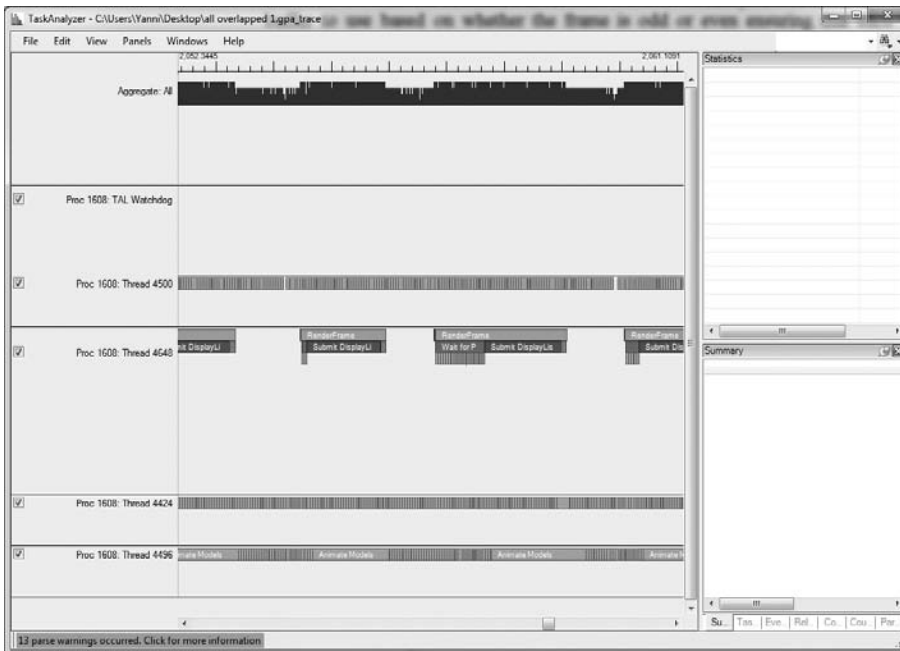 TaskAnalyzer - C:\Users\Yanni\Desktop\all overlapped 1.gpa_trace
to use based on whether the frame is odd or even ensuring
File Edit View Panels Windows Help
2,052.3445 2,061.1091
Statistics
Aggregate: All
Proc 1608: TAL Watchdog
Proc 1608: Thread 4500
RenderFrame RenderFrame RenderFrame
Proc 1608: Thread 4648 nit DisplayLi Submit DisplayLi Wait for P Submit DisplayLis Submit Dis
Summary
Proc 1608: Thread 4424
Proc 1608: Thread 4496 mate Models Animate Models Animate Models Animate M
13 parse warnings occurred. Click for more information
Su... Tas... Eve... Rel... Co... Cou... Par...